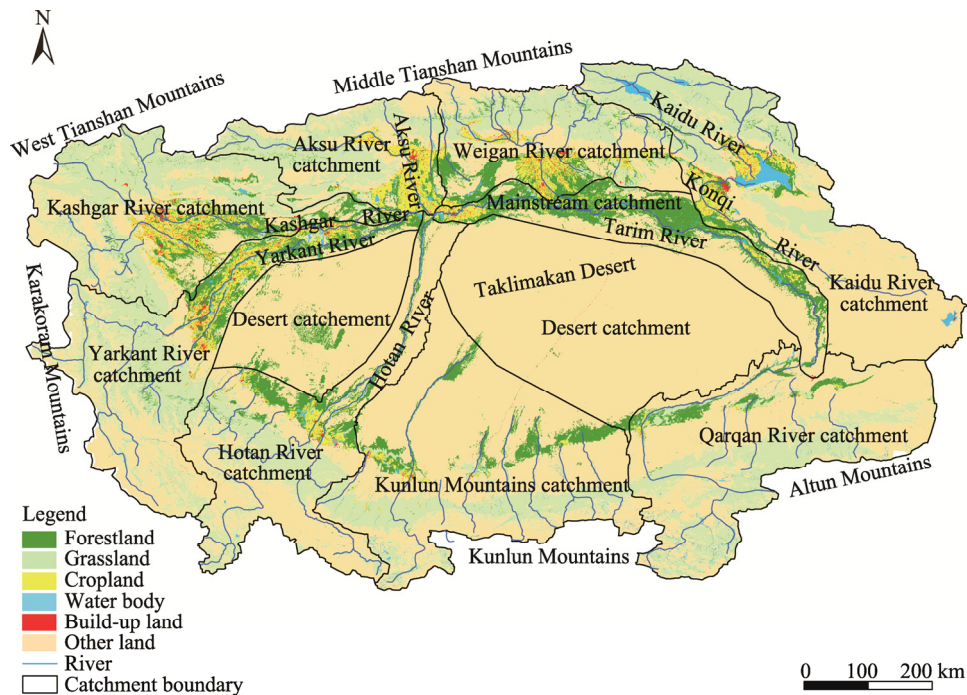 N
West Tianshan Mountains
Middle Tianshan Mountains
Kaidu River
Aksu River
catchment
Aksu River
Weigan River catchment
Konqi
River
Kashgar River catchment
Kashgar River
Mainstream catchment
Yarkant River
Tarim River
Karakoram Mountains
Taklimakan Desert
Kaidu River
catchment
Desert catchement
Hotan River
Desert catchment
Yarkant River
catchment
Hotan River
catchment
Kunlun Mountains catchment
Qarqan River catchment
Altun Mountains
Kunlun Mountains
Legend
Forestland
Grassland
Cropland
Water body
Build-up land
Other land
River
Catchment boundary
0 100 200 km